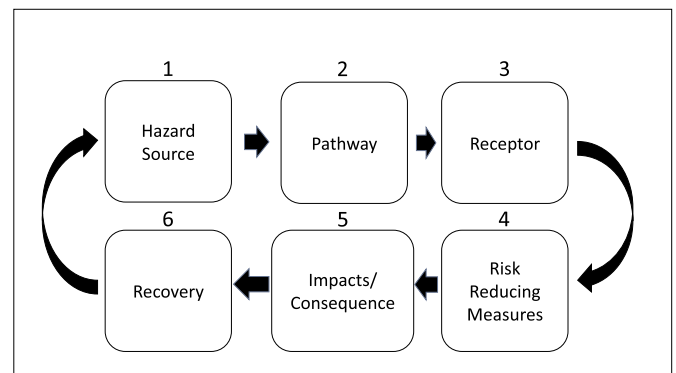 1
2
3
Hazard
Source
Pathway
Receptor
6
5
4
Recovery
Impacts/
Consequence
Risk
Reducing
Measures